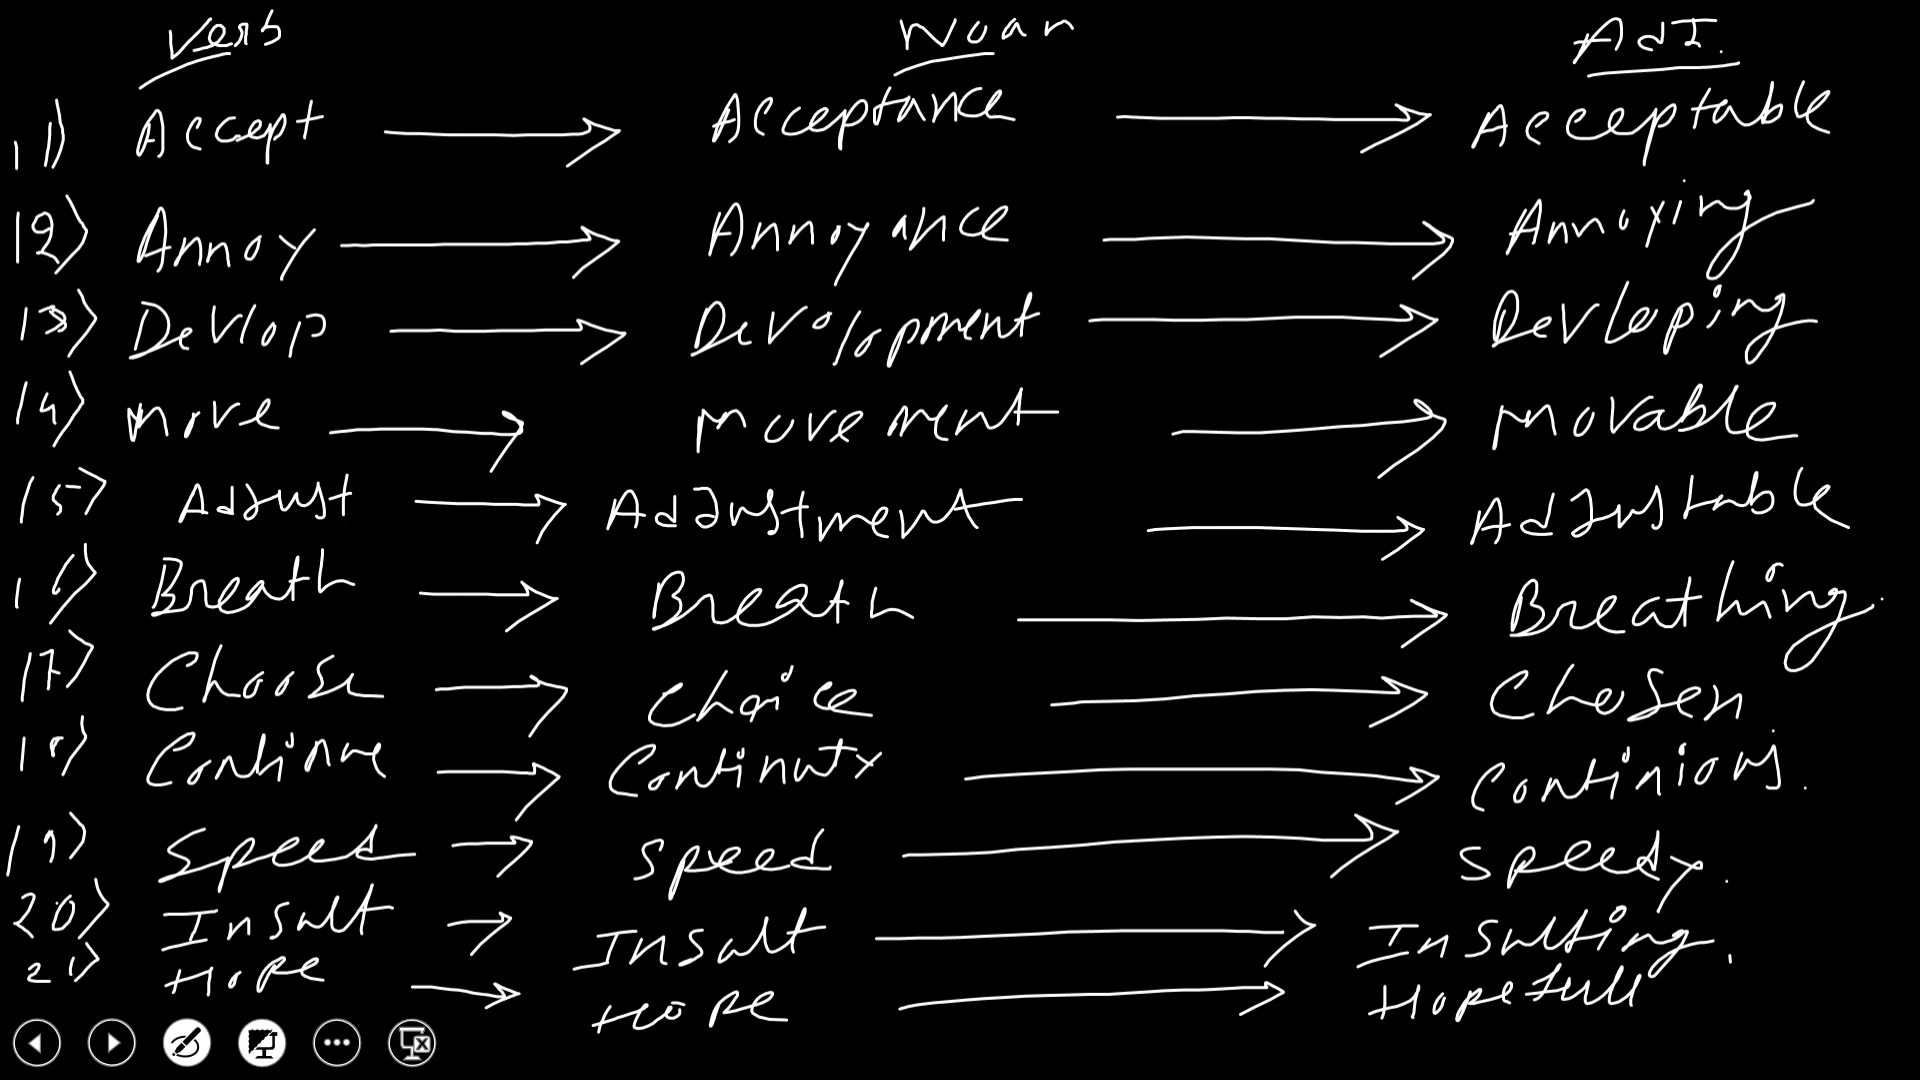 Verb Noun AdJ.
11) Accept → Acceptance → Acceptable
12) Annoy → Annoyance → Annoying
13) Devlop → Development → Devloping
14) Move → Movement → Movable
15) Adjust → Adjustment → Adjustable
16) Breath → Breath → Breathing.
17) Choose → Choice → Chosen
18) Continue → Continuty → Continious.
19) Speed → Speed → Speedy.
20) Insult → Insult → Insulting.
21) Hope → Hope → Hopefull